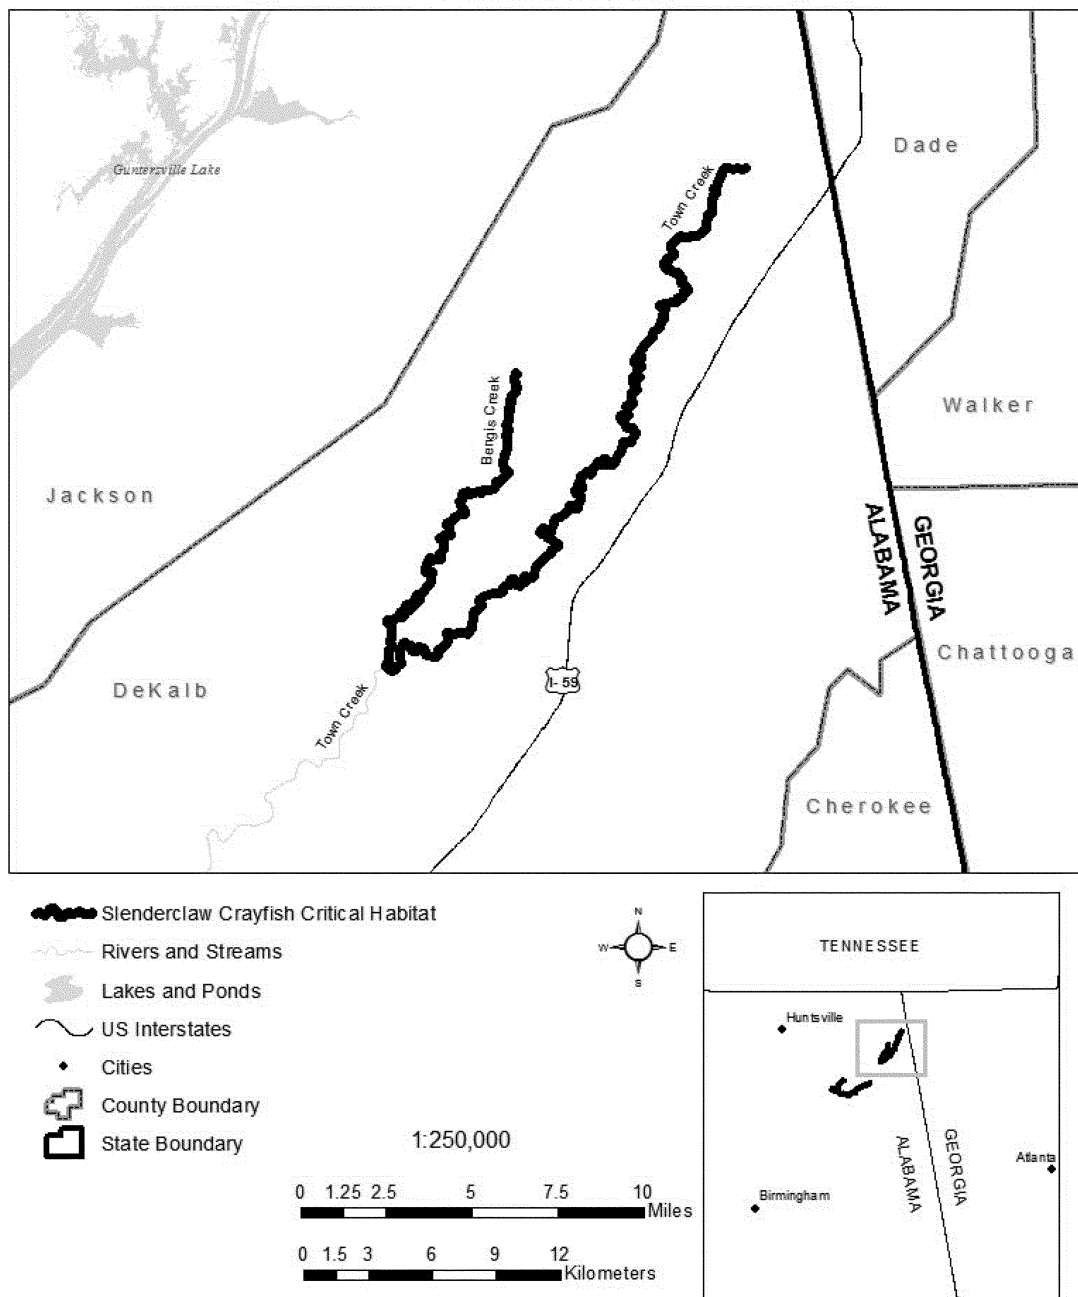 Dade
Guntersville Lake
Town Creek
Bengis Creek
Walker
Jackson
ALABAMA
GEORGIA
Chattooga
DeKalb
I- 59
Town Creek
Cherokee
Slenderclaw Crayfish Critical Habitat
Rivers and Streams
Lakes and Ponds
US Interstates
Cities
County Boundary
State Boundary
N
W
E
S
1:250,000
0 1.25 2.5 5 7.5 10
Miles
0 1.5 3 6 9 12
Kilometers
TENNESSEE
Huntsville
ALABAMA
GEORGIA
Atlanta
Birmingham